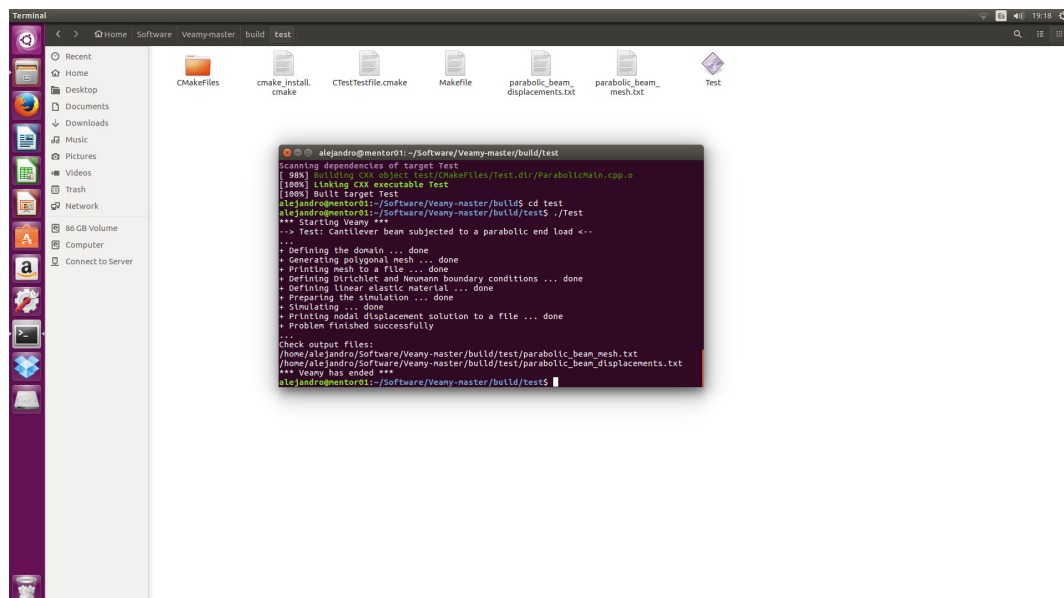 Terminal
Es 19:18
Home Software Veamy-master build test
Recent
Home
Desktop
Documents
Downloads
Music
Pictures
Videos
Trash
Network
86 GB Volume
Computer
Connect to Server
CMakeFiles
cmake_install.
cmake
CTestTestfile.cmake
Makefile
parabolic_beam_
displacements.txt
parabolic_beam_
mesh.txt
Test
alejandro@mentor01: ~/Software/Veamy-master/build/test
Scanning dependencies of target Test
[ 98%] Building CXX object test/CMakeFiles/Test.dir/ParabolicMain.cpp.o
[100%] Linking CXX executable Test
[100%] Built target Test
alejandro@mentor01:~/Software/Veamy-master/build$ cd test
alejandro@mentor01:~/Software/Veamy-master/build/test$ ./Test
*** Starting Veamy ***
--> Test: Cantilever beam subjected to a parabolic end load <--
...
+ Defining the domain ... done
+ Generating polygonal mesh ... done
+ Printing mesh to a file ... done
+ Defining Dirichlet and Neumann boundary conditions ... done
+ Defining linear elastic material ... done
+ Preparing the simulation ... done
+ Simulating ... done
+ Printing nodal displacement solution to a file ... done
+ Problem finished successfully
...
Check output files:
/home/alejandro/Software/Veamy-master/build/test/parabolic_beam_mesh.txt
/home/alejandro/Software/Veamy-master/build/test/parabolic_beam_displacements.txt
*** Veamy has ended ***
alejandro@mentor01:~/Software/Veamy-master/build/test$